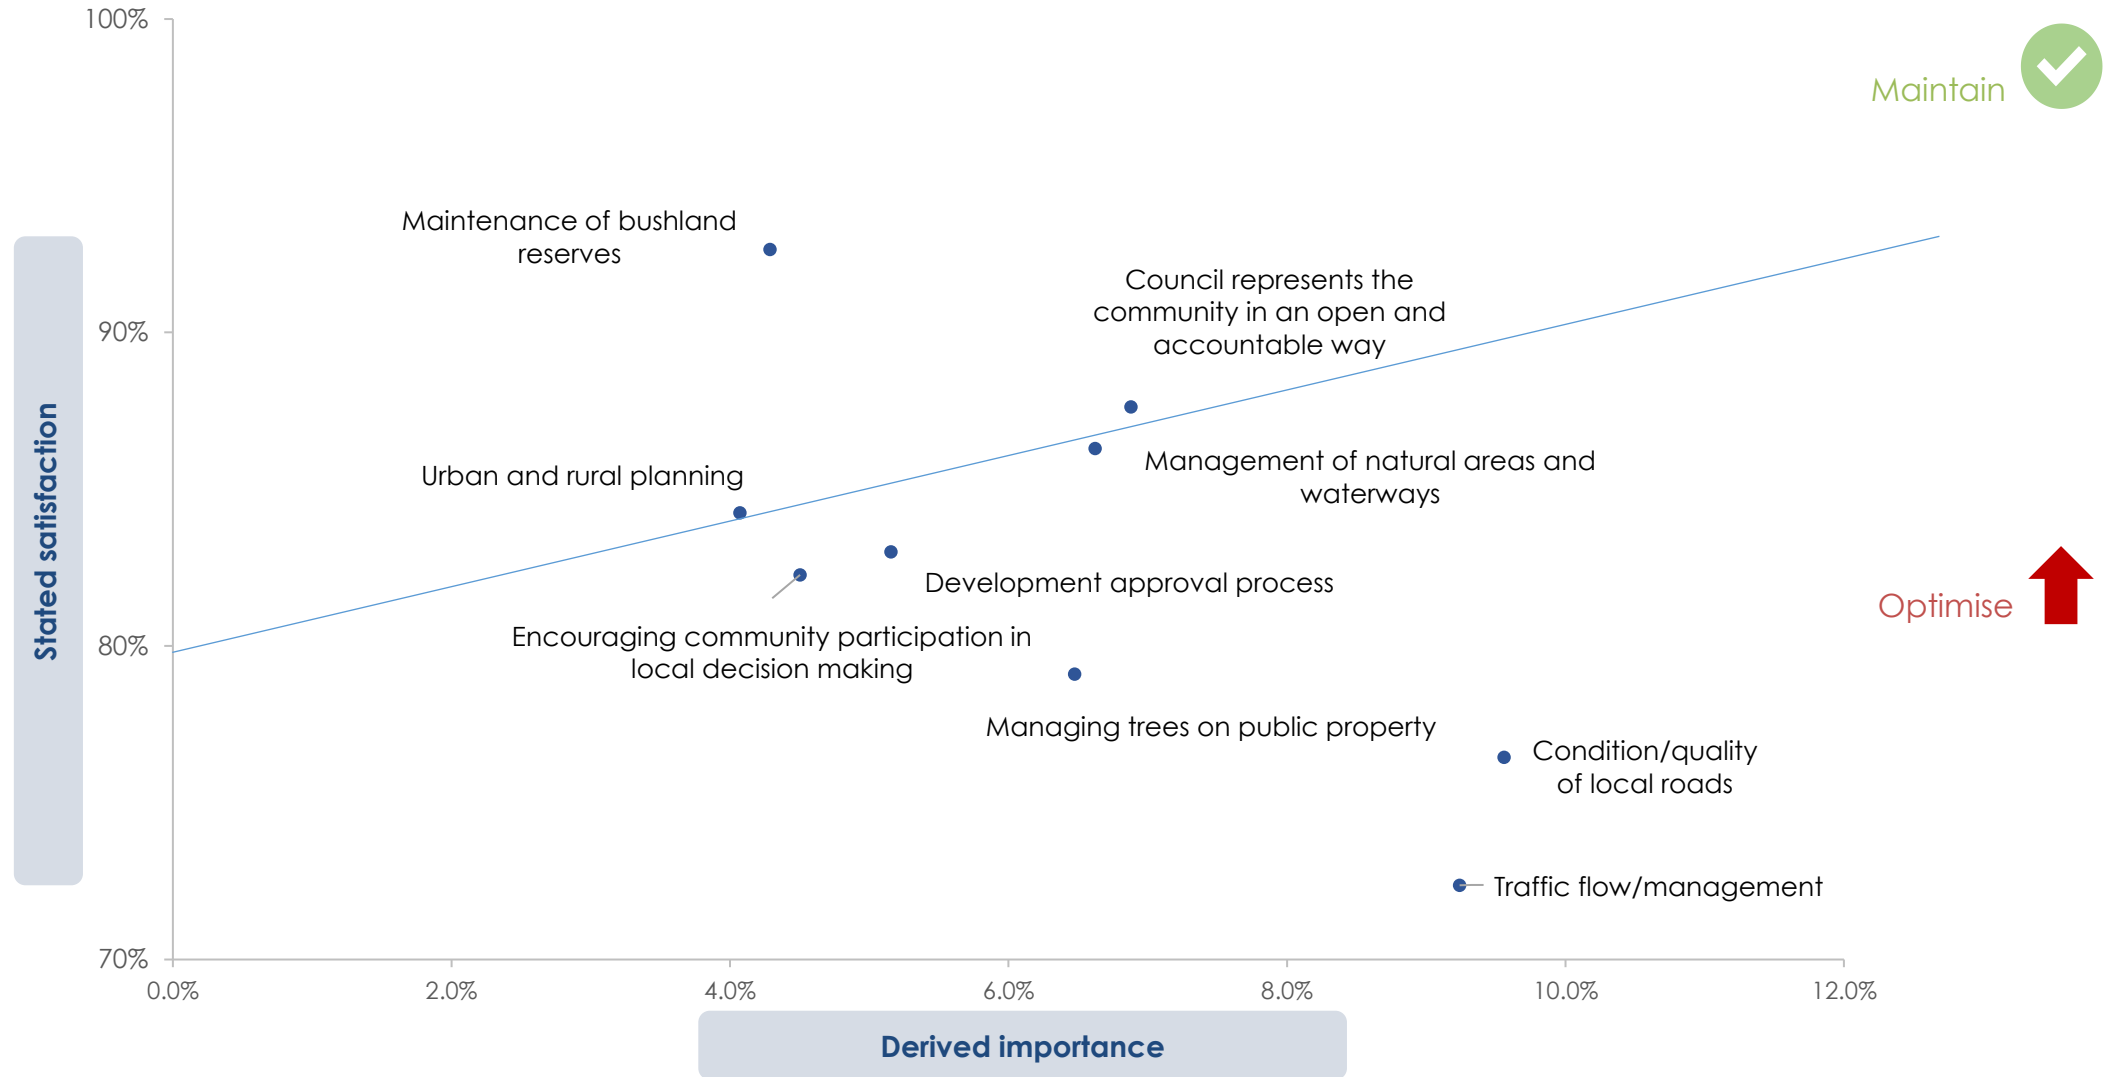 100%
Maintain
Maintenance of bushland
reserves
Council represents the
community in an open and
accountable way
90%
Stated satisfaction
Urban and rural planning
Management of natural areas and
waterways
Development approval process
Optimise
80%
Encouraging community participation in
local decision making
Managing trees on public property
Condition/quality
of local roads
Traffic flow/management
70%
0.0% 2.0% 4.0% 6.0% 8.0% 10.0% 12.0%
Derived importance